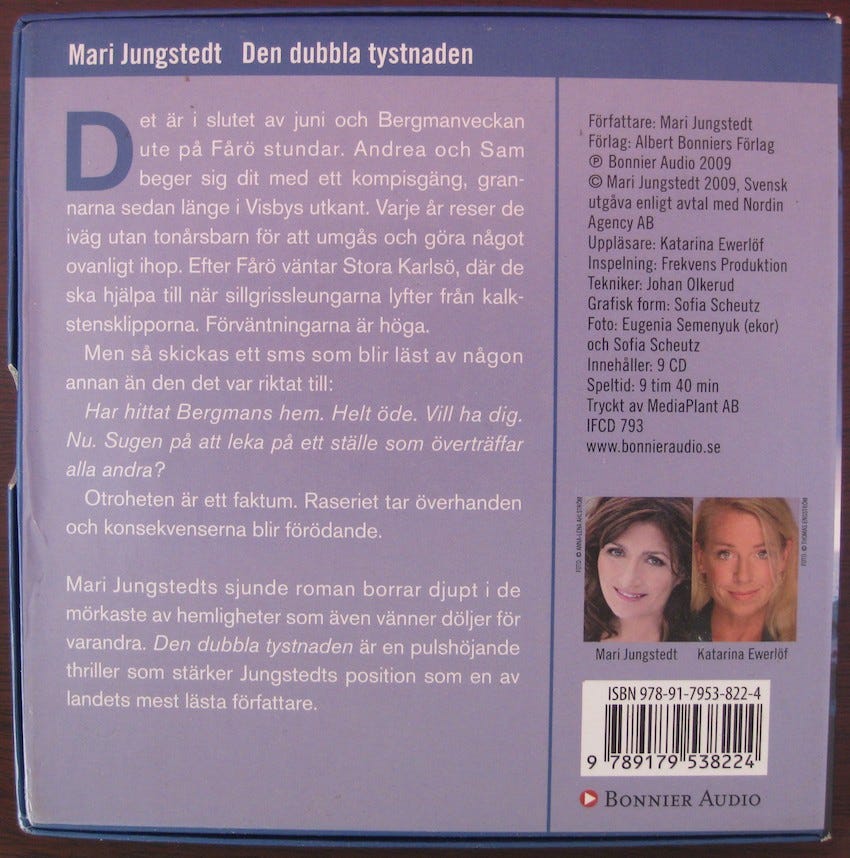 Mari Jungstedt Den dubbla tystnaden
Det är i slutet av juni och Bergmanveckan
ute på Fårö stundar. Andrea och Sam
beger sig dit med ett kompisgäng, gran-
narna sedan länge i Visbys utkant. Varje år reser de
iväg utan tonårsbarn för att umgås och göra något
ovanligt ihop. Efter Fårö väntar Stora Karlsö, där de
ska hjälpa till när sillgrissleungarna lyfter från kalk-
stensklipporna. Förväntningarna är höga.
Men så skickas ett sms som blir läst av någon
annan än den det var riktat till:
Har hittat Bergmans hem. Helt öde. Vill ha dig.
Nu. Sugen på att leka på ett ställe som överträffar
alla andra?
Otroheten är ett faktum. Raseriet tar överhanden
och konsekvenserna blir förödande.
Mari Jungstedts sjunde roman borrar djupt i de
mörkaste av hemligheter som även vänner döljer för
varandra. Den dubbla tystnaden är en pulshöjande
thriller som stärker Jungstedts position som en av
landets mest lästa författare.
Författare: Mari Jungstedt
Förlag: Albert Bonniers Förlag
℗ Bonnier Audio 2009
© Mari Jungstedt 2009, Svensk
utgåva enligt avtal med Nordin
Agency AB
Uppläsare: Katarina Ewerlöf
Inspelning: Frekvens Produktion
Tekniker: Johan Olkerud
Grafisk form: Sofia Scheutz
Foto: Eugenia Semenyuk (ekor)
och Sofia Scheutz
Innehåller: 9 CD
Speltid: 9 tim 40 min
Tryckt av MediaPlant AB
IFCD 793
www.bonnieraudio.se
FOTO: © ANNA-LENA AHLSTRÖM
FOTO: © THOMAS ENGSTRÖM
Mari Jungstedt Katarina Ewerlöf
ISBN 978-91-7953-822-4
9 789179 538224
BONNIER AUDIO